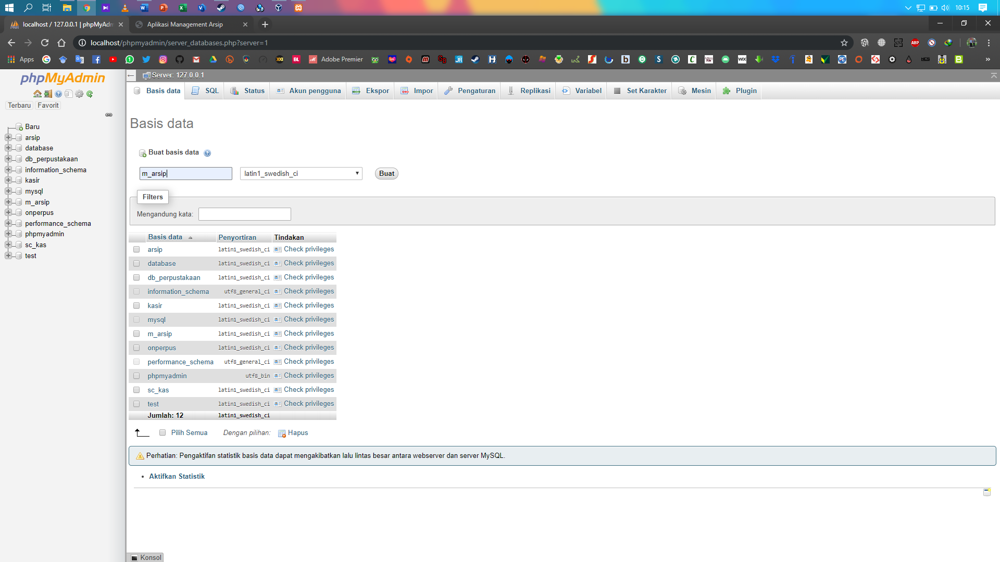 10:15
localhost / 127.0.0.1 | phpMyAdm
Aplikasi Management Arsip
localhost/phpmyadmin/server_databases.php?server=1
Apps
Adobe Premier
phpMyAdmin
Terbaru Favorit
Baru
arsip
database
db_perpustakaan
information_schema
kasir
mysql
m_arsip
onperpus
performance_schema
phpmyadmin
sc_kas
test
Server: 127.0.0.1
Basis data SQL Status Akun pengguna Ekspor Impor Pengaturan Replikasi Variabel Set Karakter Mesin Plugin
Basis data
Buat basis data
m_arsip latin1_swedish_ci Buat
Filters
Mengandung kata:
Basis data Penyortiran Tindakan
arsip latin1_swedish_ci Check privileges
database latin1_swedish_ci Check privileges
db_perpustakaan latin1_swedish_ci Check privileges
information_schema utf8_general_ci Check privileges
kasir latin1_swedish_ci Check privileges
mysql latin1_swedish_ci Check privileges
m_arsip latin1_swedish_ci Check privileges
onperpus latin1_swedish_ci Check privileges
performance_schema utf8_general_ci Check privileges
phpmyadmin utf8_bin Check privileges
sc_kas latin1_swedish_ci Check privileges
test latin1_swedish_ci Check privileges
Jumlah: 12 latin1_swedish_ci
Pilih Semua Dengan pilihan: Hapus
Perhatian: Pengaktifan statistik basis data dapat mengakibatkan lalu lintas besar antara webserver dan server MySQL.
• Aktifkan Statistik
Konsol